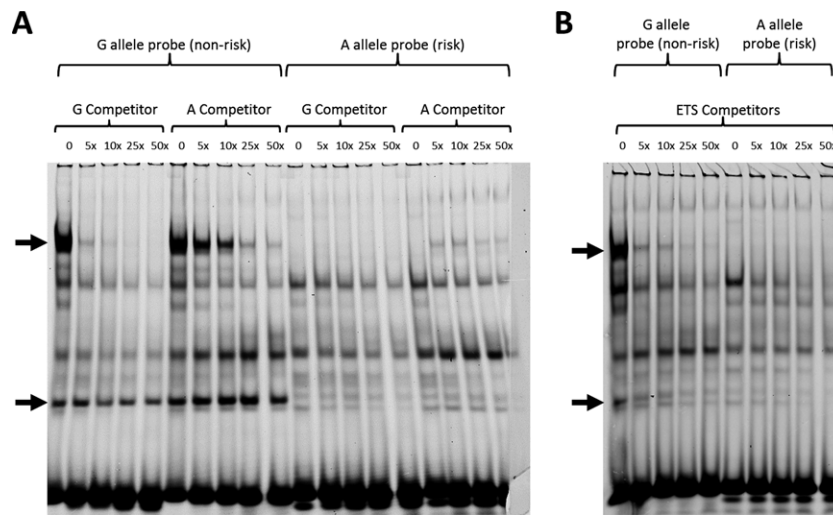 A
G allele probe (non-risk)
A allele probe (risk)
G Competitor
A Competitor
G Competitor
A Competitor
0 5x 10x 25x 50x 0 5x 10x 25x 50x 0 5x 10x 25x 50x 0 5x 10x 25x 50x
B
G allele
probe (non-risk)
A allele
probe (risk)
ETS Competitors
0 5x 10x 25x 50x 0 5x 10x 25x 50x